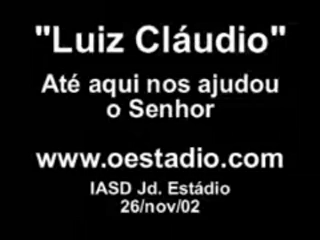 "Luiz Cláudio"
Até aqui nos ajudou
o Senhor
www.oestadio.com
IASD Jd. Estádio
26/nov/02